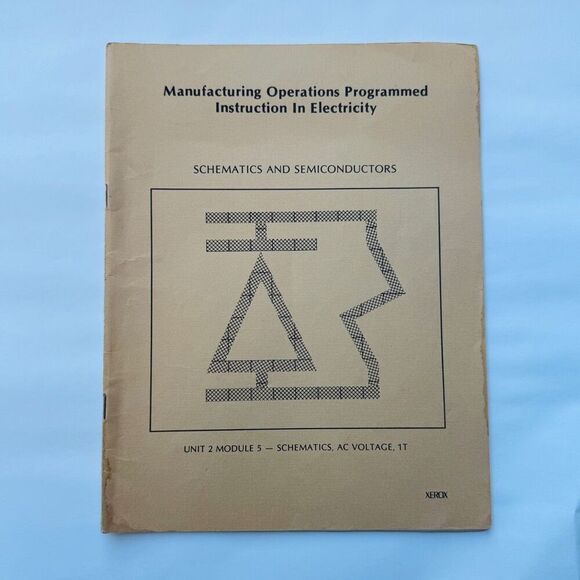 Manufacturing Operations Programmed
Instruction In Electricity
SCHEMATICS AND SEMICONDUCTORS
UNIT 2 MODULE 5 — SCHEMATICS, AC VOLTAGE, 1T
XEROX